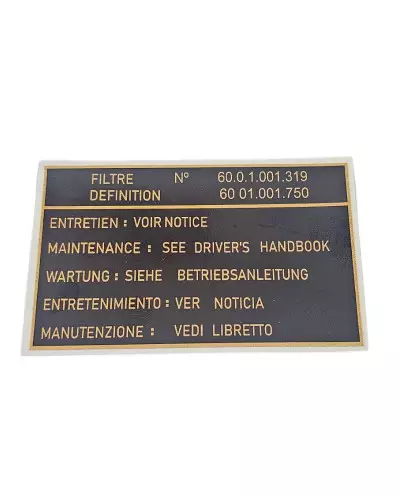 FILTRE Nº 60.0.1.001.319
DEFINITION 60 01.001.750
ENTRETIEN : VOIR NOTICE
MAINTENANCE : SEE DRIVER'S HANDBOOK
WARTUNG : SIEHE BETRIEBSANLEITUNG
ENTRETENIMIENTO : VER NOTICIA
MANUTENZIONE : VEDI LIBRETTO